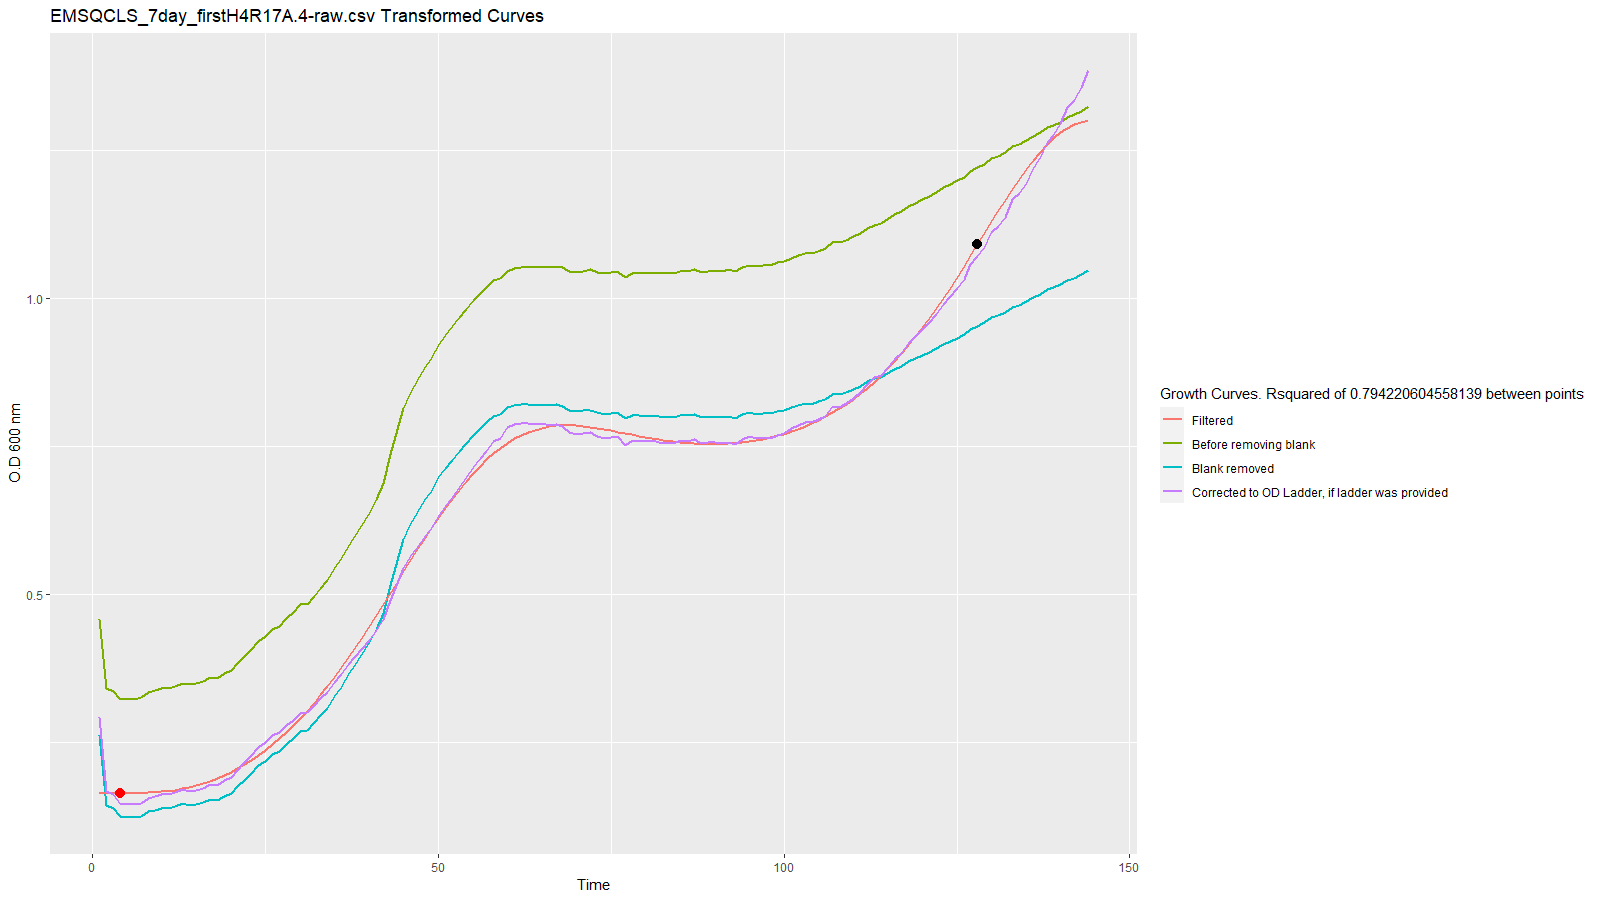 EMSQCLS_7day_firstH4R17A.4-raw.csv Transformed Curves
O.D 600 nm
1.0
0.5
0
50
100
150
Time
Growth Curves. Rsquared of 0.794220604558139 between points
Filtered
Before removing blank
Blank removed
Corrected to OD Ladder, if ladder was provided